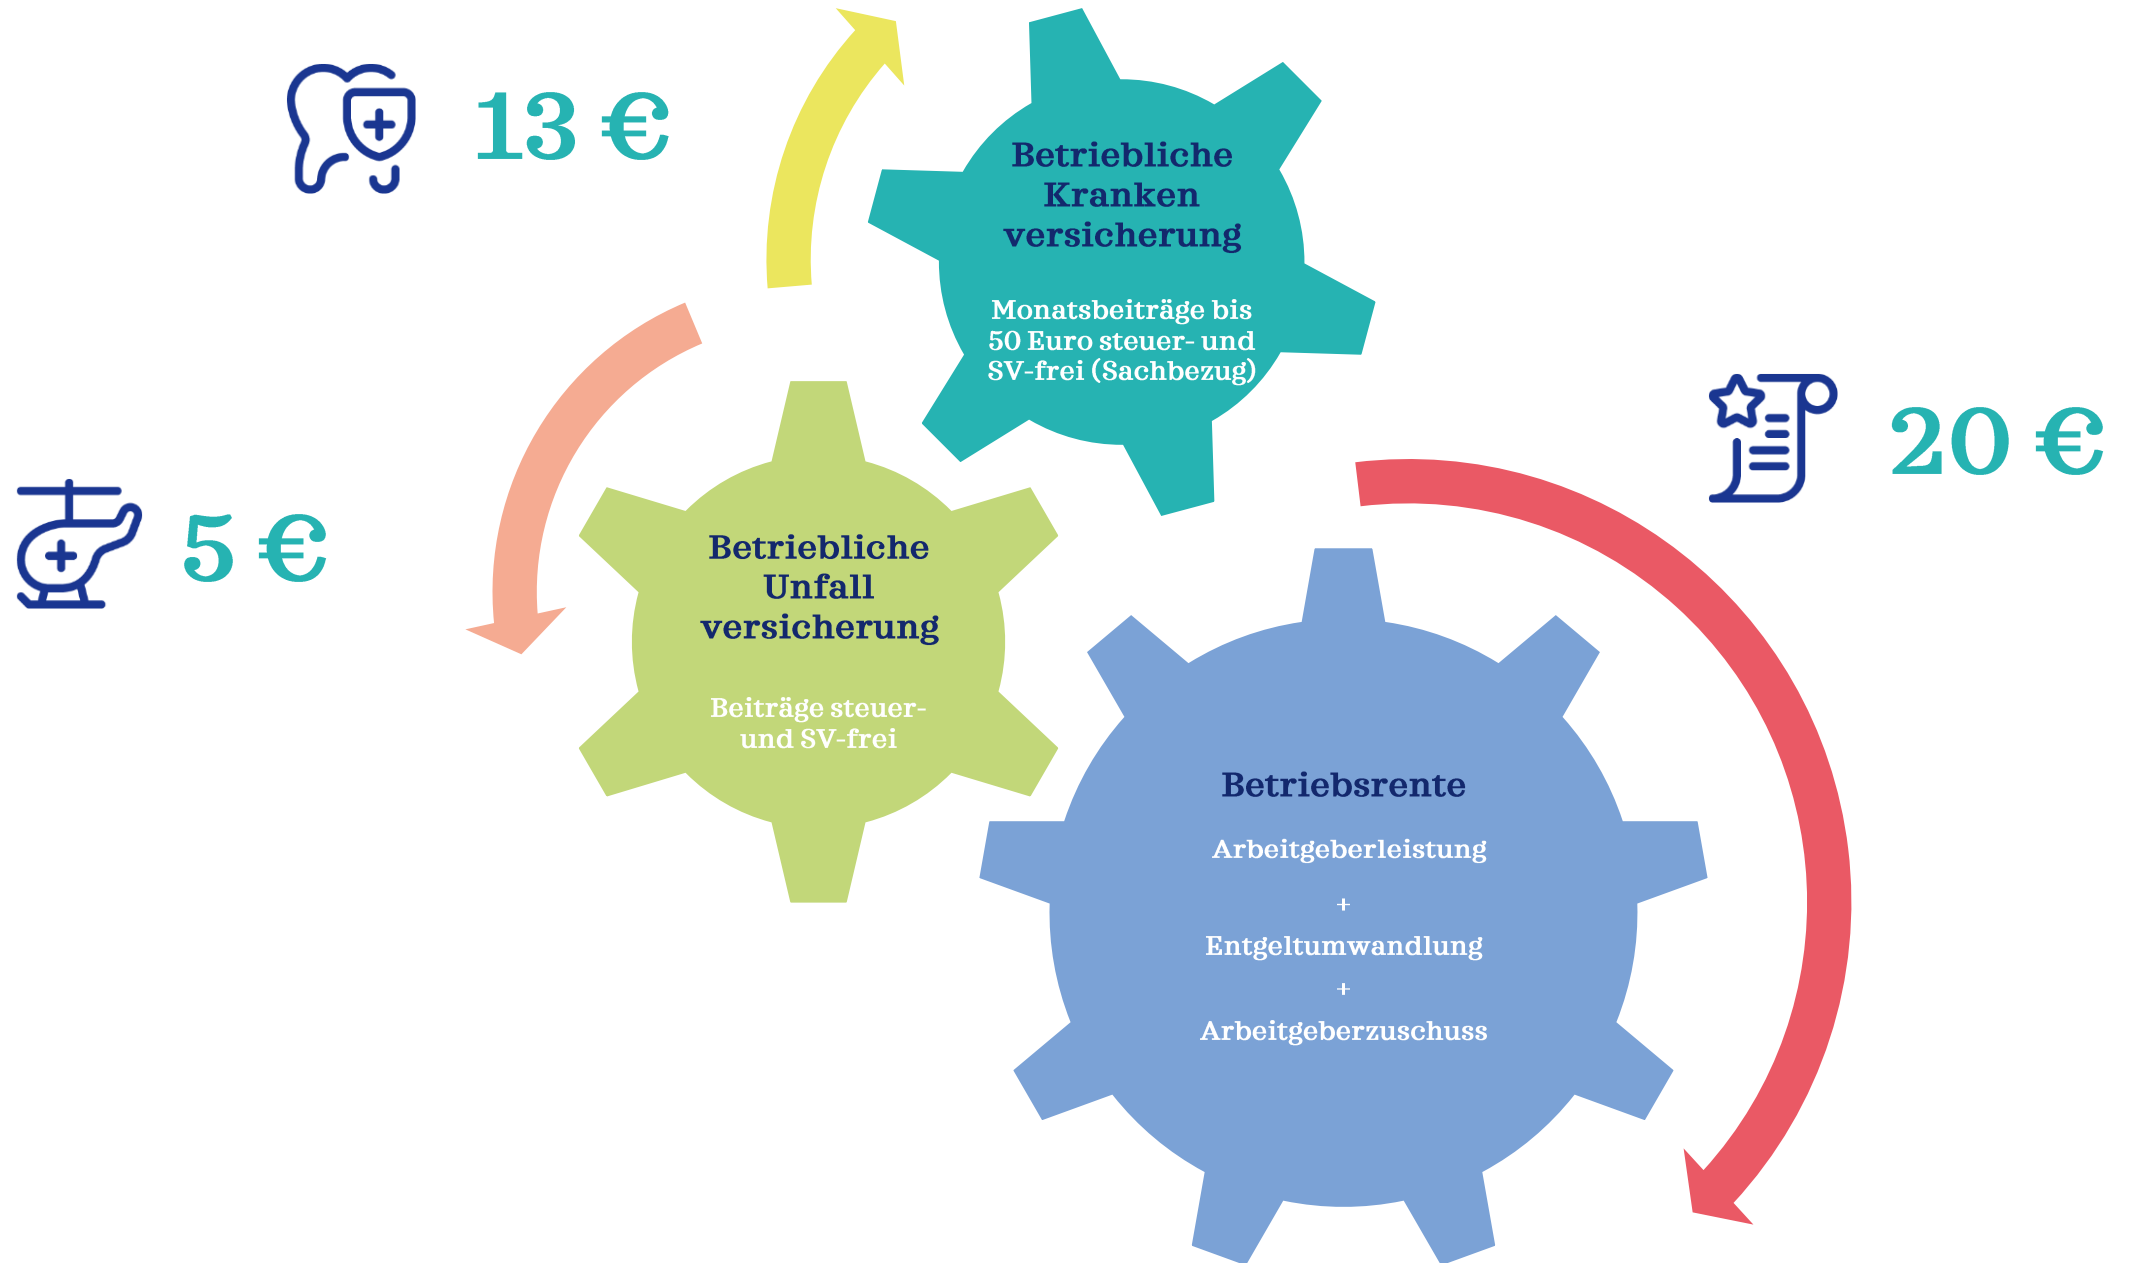 13 €
Betriebliche
Kranken
versicherung
Monatsbeiträge bis
50 Euro steuer- und
SV-frei (Sachbezug)
20 €
5 €
Betriebliche
Unfall
versicherung
Beiträge steuer-
und SV-frei
Betriebsrente
Arbeitgeberleistung
+
Entgeltumwandlung
+
Arbeitgeberzuschuss